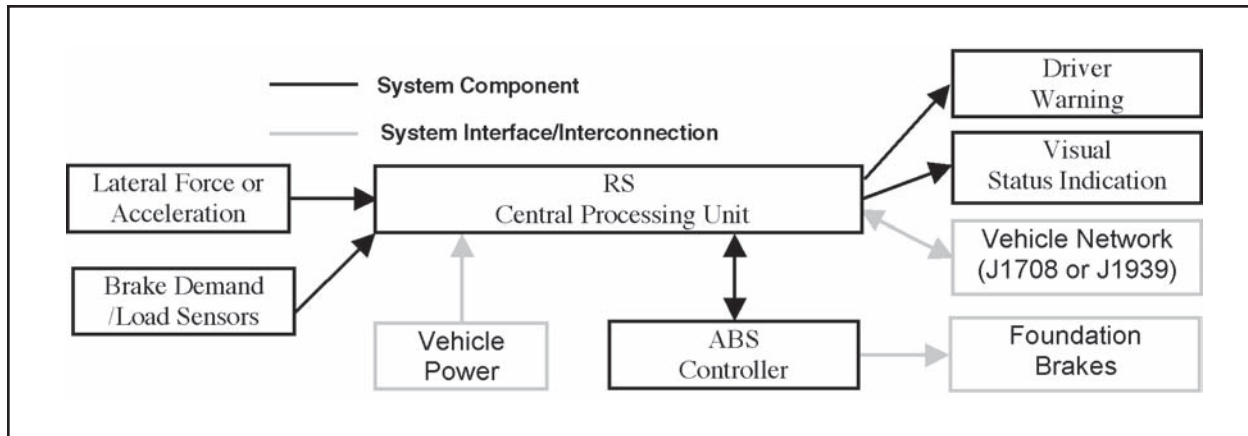 System Component
System Interface/Interconnection
Driver
Warning
Visual
Status Indication
Lateral Force or
Acceleration
RS
Central Processing Unit
Vehicle Network
(J1708 or J1939)
Brake Demand
/Load Sensors
Vehicle
Power
ABS
Controller
Foundation
Brakes